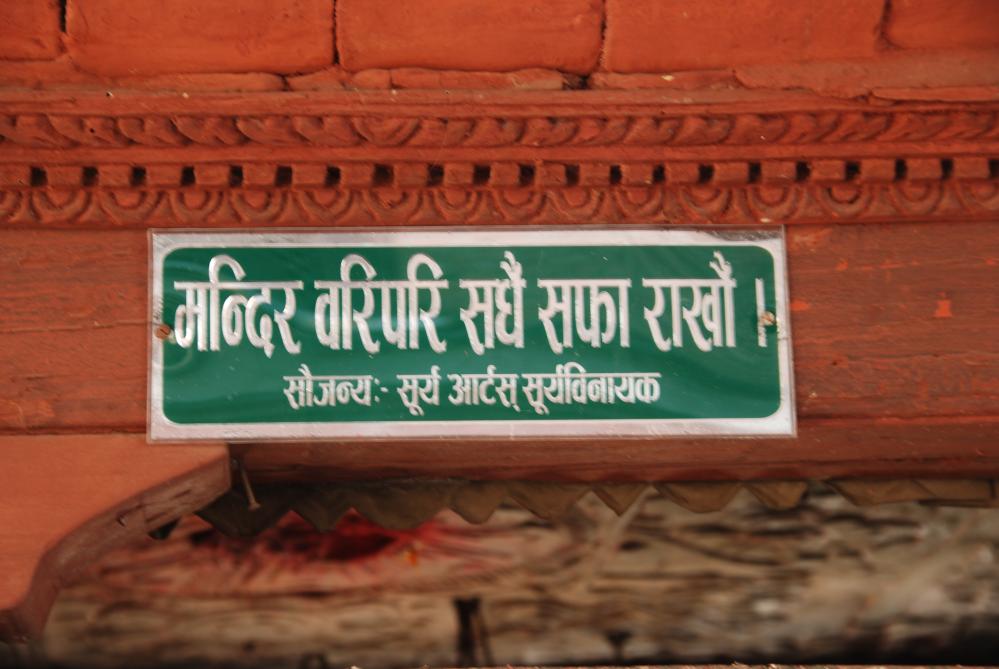 मन्दिर वरिपरि सधैं सफा राखौं ।
सौजन्यः- सूर्य आर्टस् सूर्यविनायक